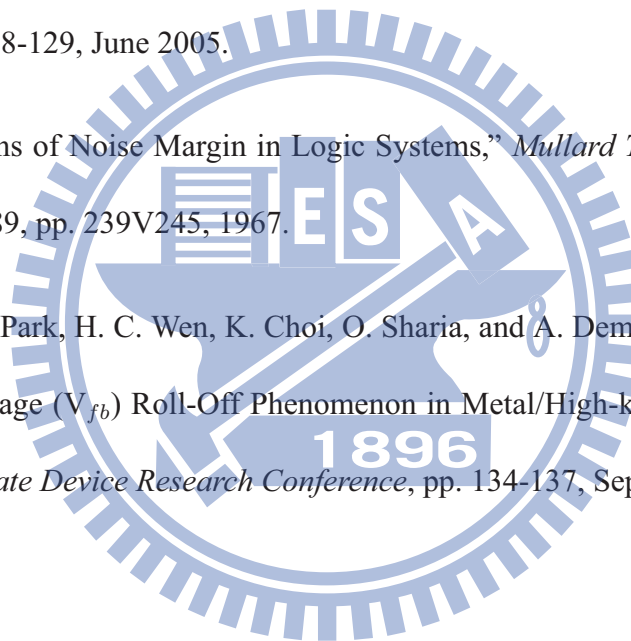 8-129, June 2005.
ns of Noise Margin in Logic Systems,” Mullard T
39, pp. 239V245, 1967.
E S A
Park, H. C. Wen, K. Choi, O. Sharia, and A. Dem
age (Vfb) Roll-Off Phenomenon in Metal/High-k
1896
ate Device Research Conference, pp. 134-137, Sep